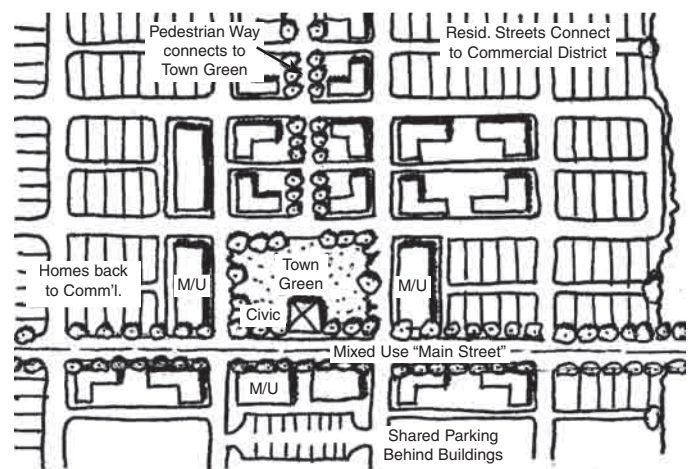 Pedestrian Way
connects to
Town Green
Resid. Streets Connect
to Commercial District
Homes back
to Comm'l.
M/U
Town
Green
Civic
M/U
Mixed Use “Main Street”
M/U
Shared Parking
Behind Buildings